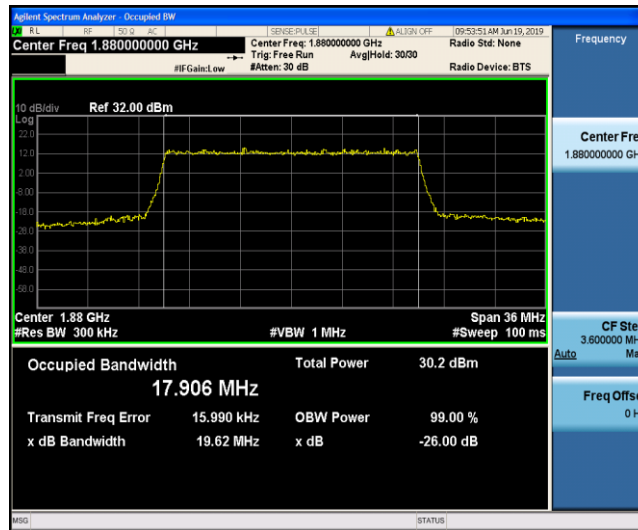 Agilent Spectrum Analyzer - Occupied BW
RL RF 50 Ω AC SENSE:PULSE ALIGN OFF 09:53:51 AM Jun 19, 2019
Center Freq 1.880000000 GHz
Center Freq: 1.880000000 GHz
Radio Std: None
Trig: Free Run Avg|Hold: 30/30
#IFGain:Low
#Atten: 30 dB
Radio Device: BTS
Frequency
10 dB/div Ref 32.00 dBm
Log
22.0
12.0
2.00
-8.00
-18.0
-28.0
-38.0
-48.0
-58.0
Center Fre
1.880000000 GH
Center 1.88 GHz Span 36 MHz
#Res BW 300 kHz #VBW 1 MHz #Sweep 100 ms
CF Ste
3.600000 MH
Auto Ma
Occupied Bandwidth Total Power 30.2 dBm
17.906 MHz
Transmit Freq Error 15.990 kHz OBW Power 99.00 %
x dB Bandwidth 19.62 MHz x dB -26.00 dB
Freq Offse
0 H
MSG STATUS